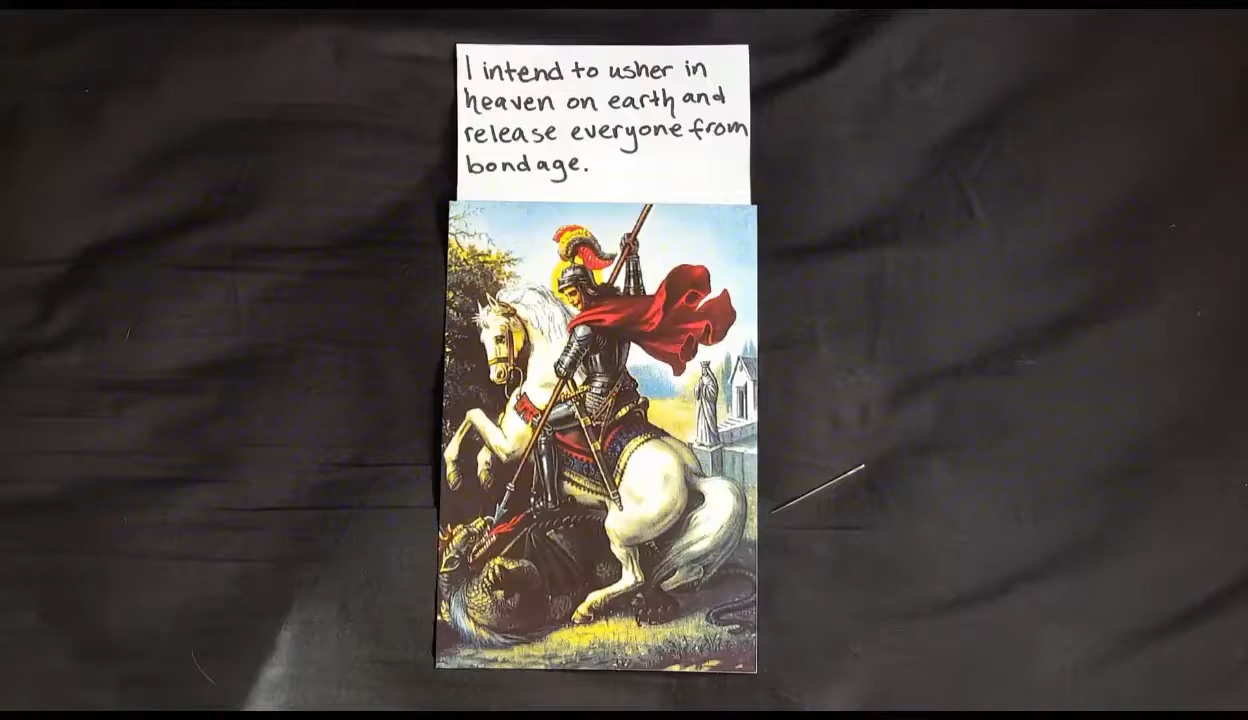 I intend to usher in
heaven on earth and
release everyone from
bondage.